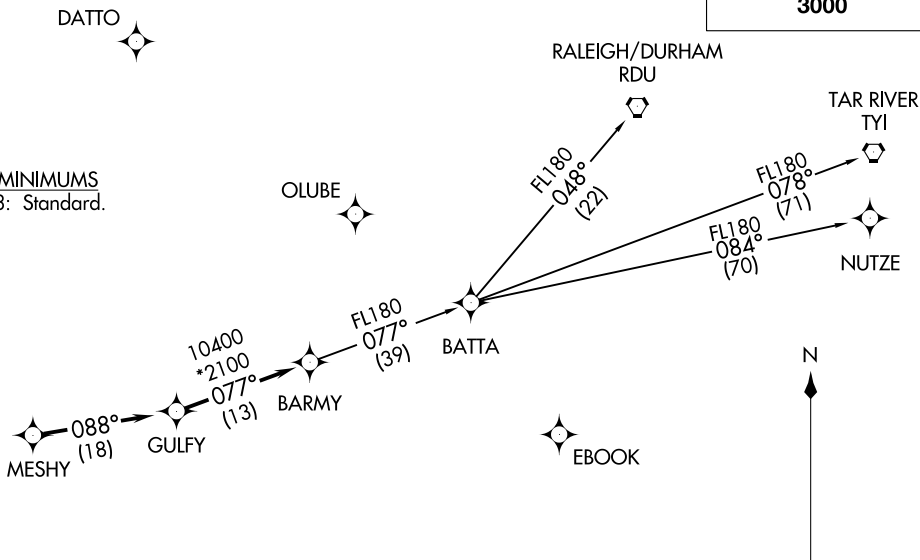 3000
DATTO
RALEIGH/DURHAM
RDU
TAR RIVER
TYI
MINIMUMS
: Standard.
OLUBE
FL180
048°
(22)
FL180
078°
(71)
FL180
084°
(70)
NUTZE
FL180
077°
(39)
BATTA
10400
*2100
077°
(13)
BARMY
N
088°
(18)
GULFY
MESHY
EBOOK